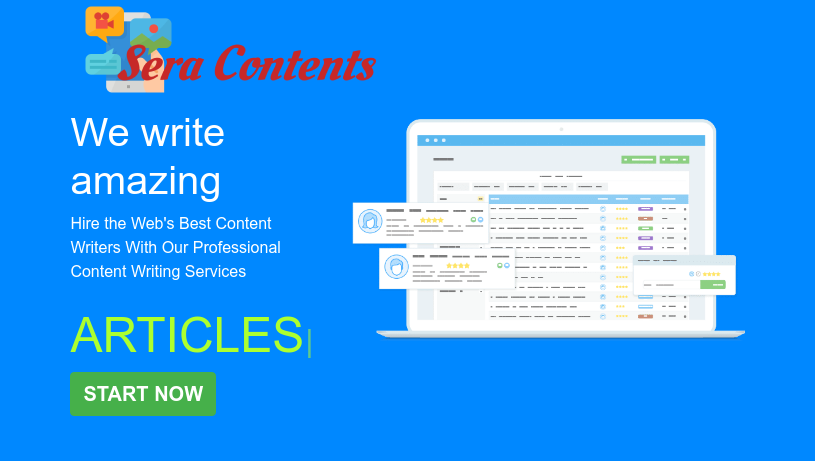 Sera Contents
We write
amazing
Hire the Web's Best Content
Writers With Our Professional
Content Writing Services
ARTICLES|
START NOW